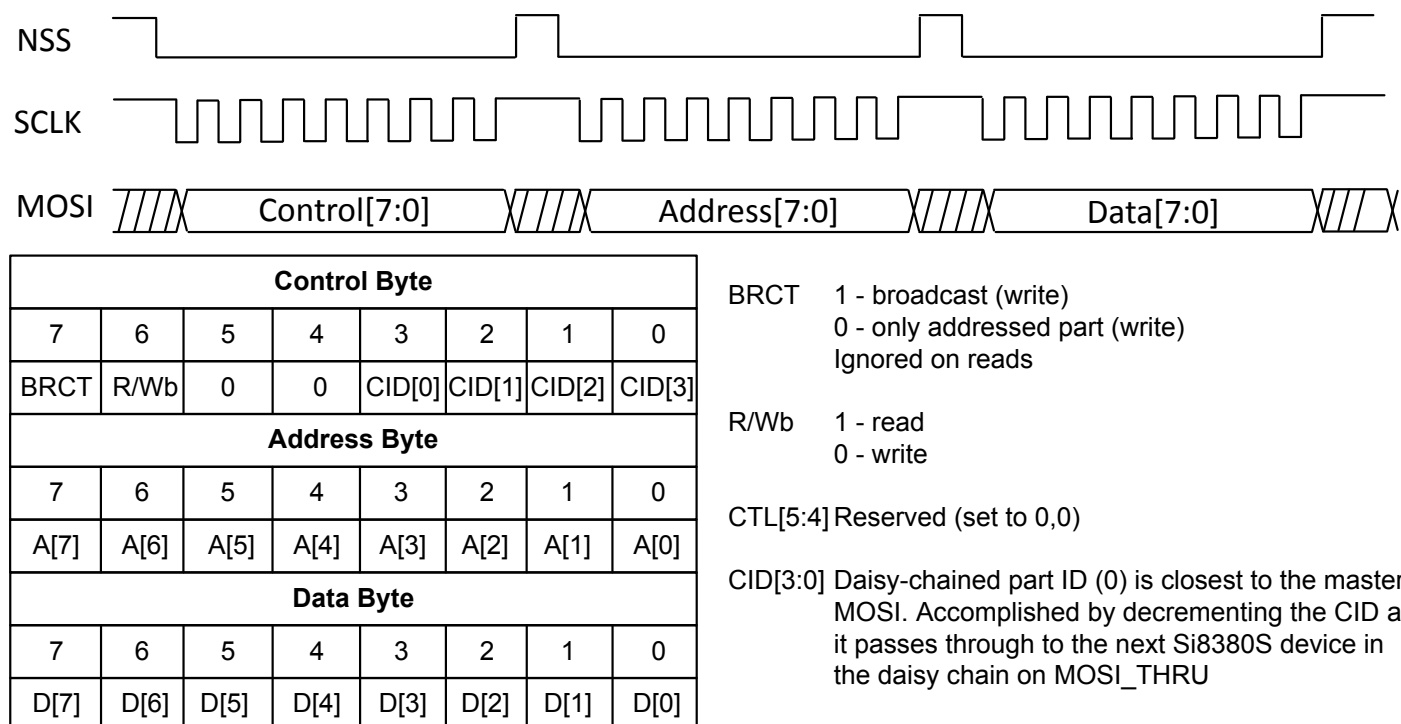 NSS
SCLK
MOSI Control[7:0] Address[7:0] Data[7:0]
Control Byte
7 6 5 4 3 2 1 0
BRCT R/Wb 0 0 CID[0] CID[1] CID[2] CID[3]
Address Byte
7 6 5 4 3 2 1 0
A[7] A[6] A[5] A[4] A[3] A[2] A[1] A[0]
Data Byte
7 6 5 4 3 2 1 0
D[7] D[6] D[5] D[4] D[3] D[2] D[1] D[0]
BRCT 1 - broadcast (write)
0 - only addressed part (write)
Ignored on reads
R/Wb 1 - read
0 - write
CTL[5:4] Reserved (set to 0,0)
CID[3:0] Daisy-chained part ID (0) is closest to the master
MOSI. Accomplished by decrementing the CID a
it passes through to the next Si8380S device in
the daisy chain on MOSI_THRU